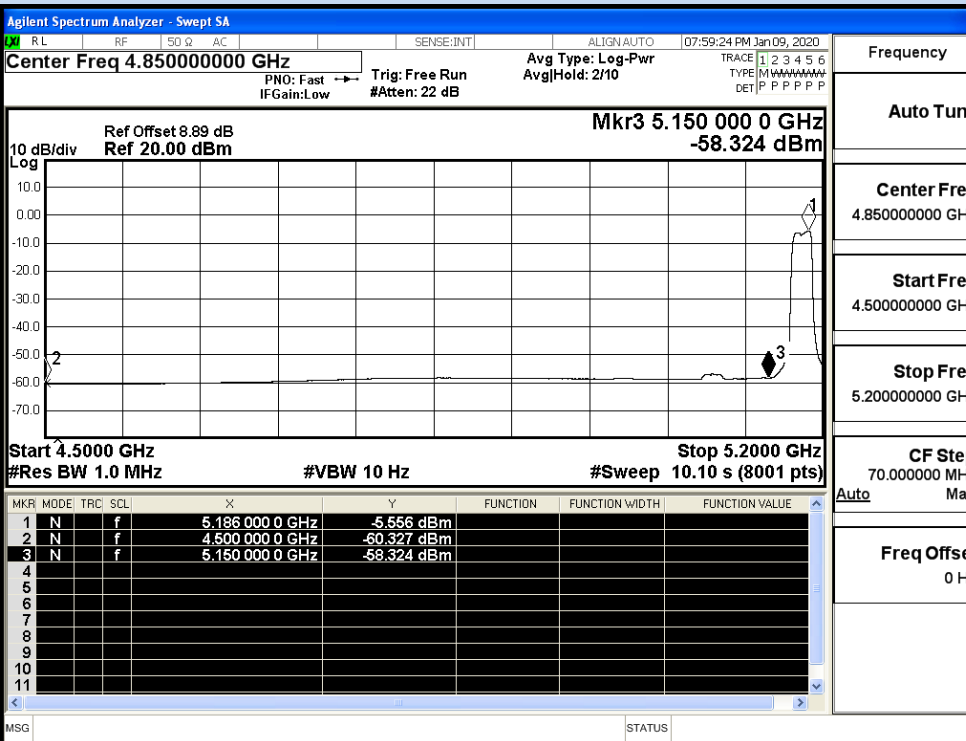 Agilent Spectrum Analyzer - Swept SA
RL RF 50 Ω AC SENSE:INT ALIGN AUTO 07:59:24 PM Jan 09, 2020
Center Freq 4.850000000 GHz
PNO: Fast
IFGain:Low
Trig: Free Run
#Atten: 22 dB
Avg Type: Log-Pwr
Avg|Hold: 2/10
TRACE 1 2 3 4 5 6
TYPE M WWWWW
DET P P P P P P
Mkr3 5.150 000 0 GHz
-58.324 dBm
Ref Offset 8.89 dB
10 dB/div Ref 20.00 dBm
Log
10.0
0.00
-10.0
-20.0
-30.0
-40.0
-50.0
-60.0
-70.0
1
2
3
Start 4.5000 GHz Stop 5.2000 GHz
#Res BW 1.0 MHz #VBW 10 Hz #Sweep 10.10 s (8001 pts)
MKR MODE TRC SCL X Y FUNCTION FUNCTION WIDTH FUNCTION VALUE
1 N f 5.186 000 0 GHz -5.556 dBm
2 N f 4.500 000 0 GHz -60.327 dBm
3 N f 5.150 000 0 GHz -58.324 dBm
4
5
6
7
8
9
10
11
MSG STATUS
Frequency
Auto Tun
Center Fre
4.850000000 GH
Start Fre
4.500000000 GH
Stop Fre
5.200000000 GH
CF Ste
70.000000 MH
Auto Ma
Freq Offse
0 H